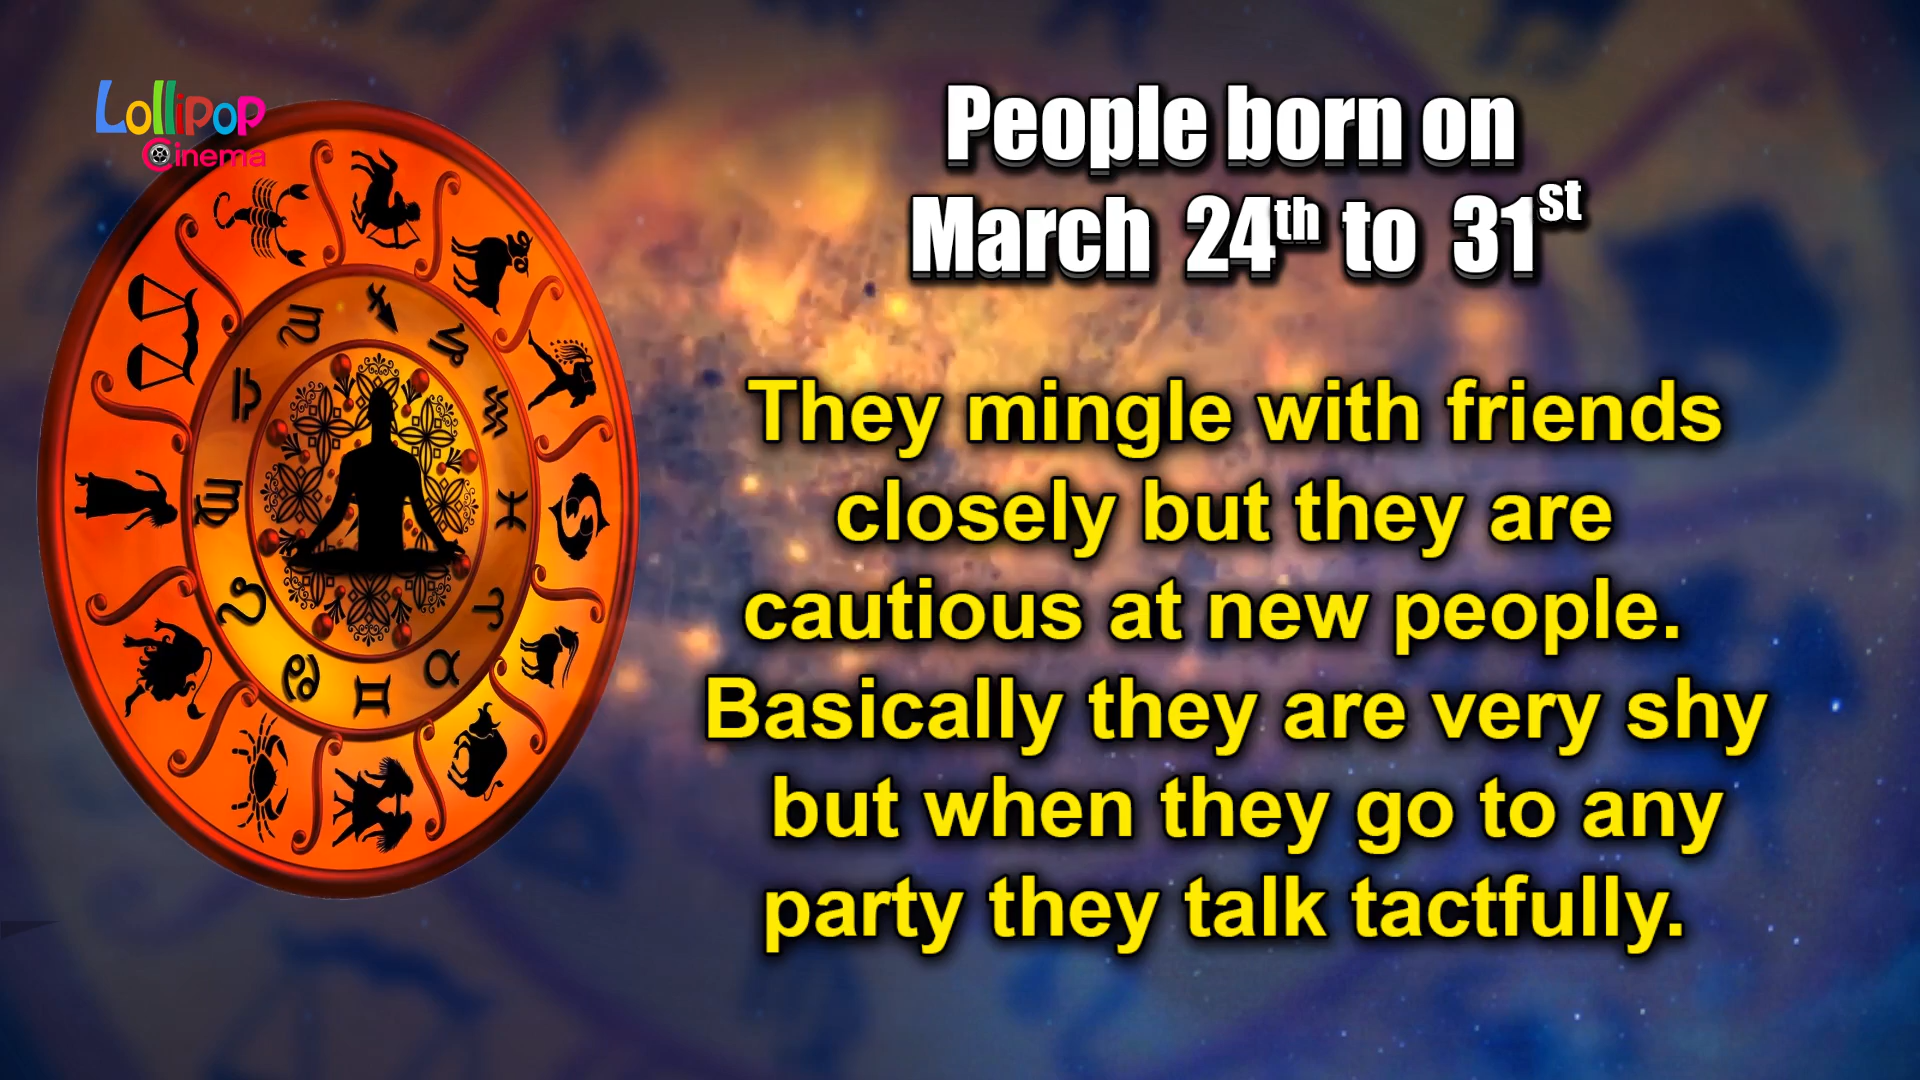 Lollipop
Cinema
People born on
March 24th to 31st
They mingle with friends
closely but they are
cautious at new people.
Basically they are very shy
but when they go to any
party they talk tactfully.